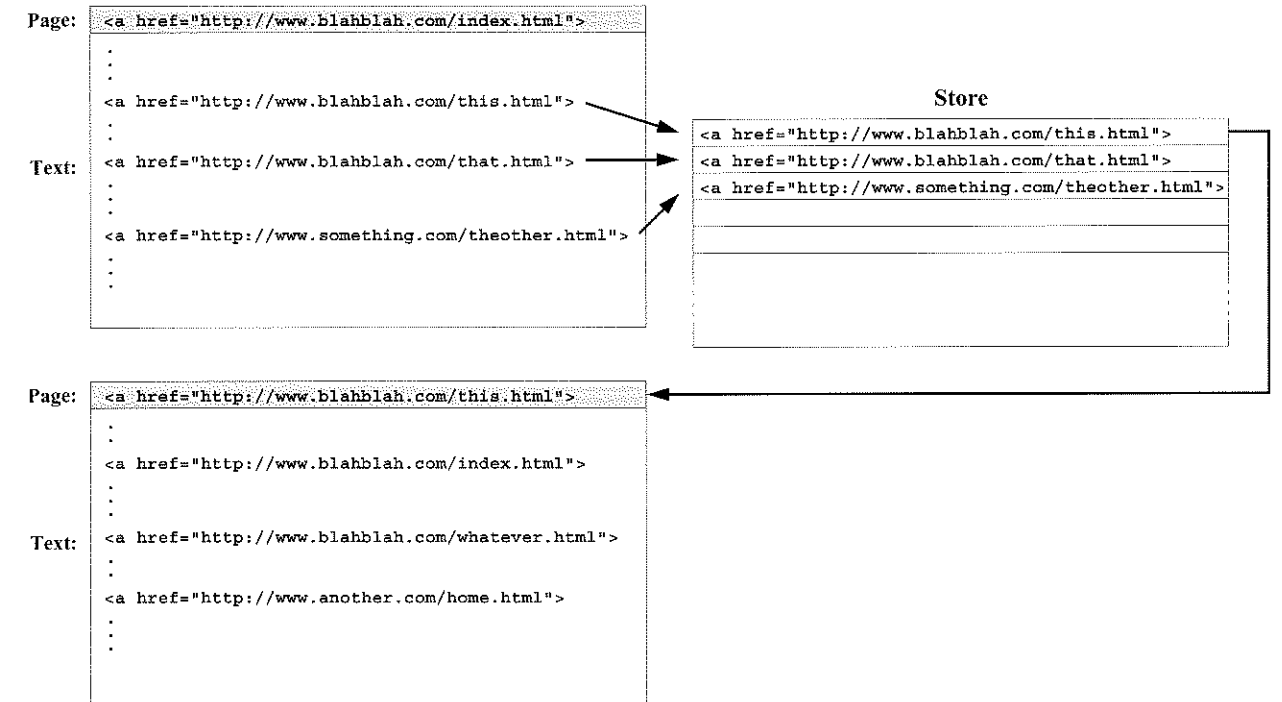 Page: <a href="http://www.blahblah.com/index.html">
.
.
.
<a href="http://www.blahblah.com/this.html">
.
.
Text: <a href="http://www.blahblah.com/that.html">
.
.
.
<a href="http://www.something.com/theother.html">
.
.
.
Store
<a href="http://www.blahblah.com/this.html">
<a href="http://www.blahblah.com/that.html">
<a href="http://www.something.com/theother.html">
Page: <a href="http://www.blahblah.com/this.html">
.
.
<a href="http://www.blahblah.com/index.html">
.
.
.
Text: <a href="http://www.blahblah.com/whatever.html">
.
.
<a href="http://www.another.com/home.html">
.
.
.